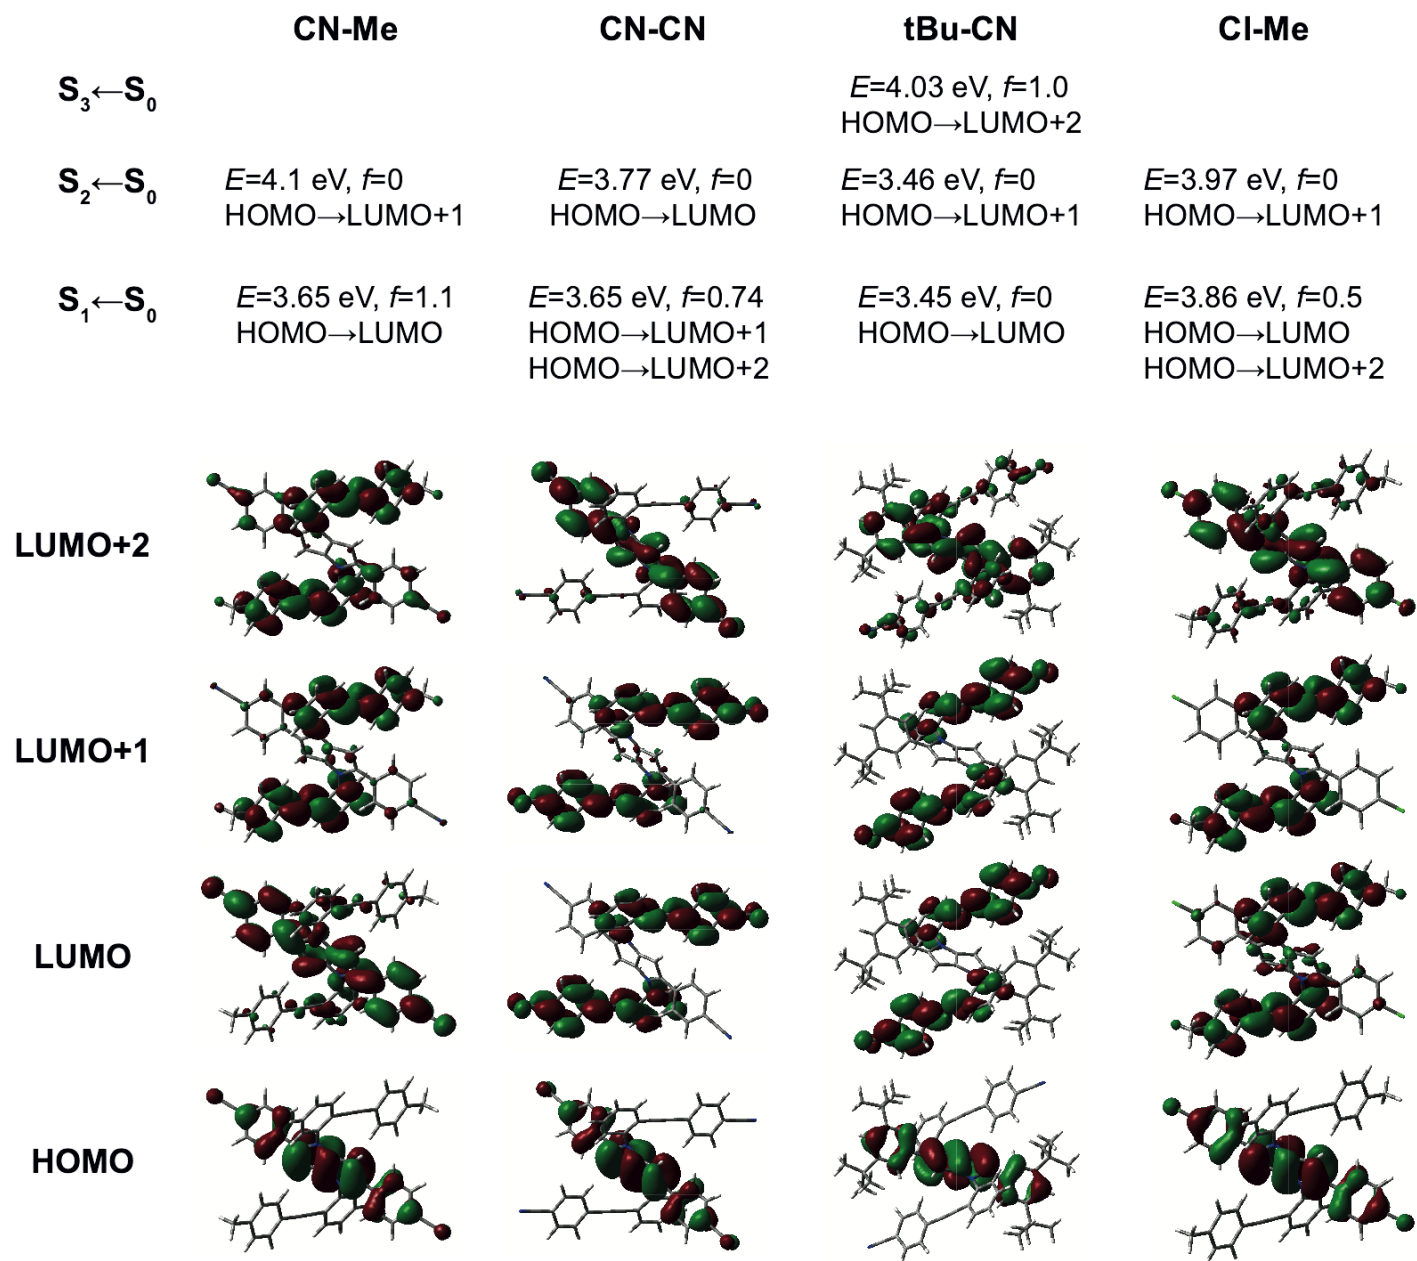 CN-Me CN-CN tBu-CN Cl-Me
S3←S0 E=4.03 eV, f=1.0
HOMO→LUMO+2
S2←S0 E=4.1 eV, f=0 E=3.77 eV, f=0 E=3.46 eV, f=0 E=3.97 eV, f=0
HOMO→LUMO+1 HOMO→LUMO HOMO→LUMO+1 HOMO→LUMO+1
S1←S0 E=3.65 eV, f=1.1 E=3.65 eV, f=0.74 E=3.45 eV, f=0 E=3.86 eV, f=0.5
HOMO→LUMO HOMO→LUMO+1 HOMO→LUMO HOMO→LUMO
HOMO→LUMO+2 HOMO→LUMO+2
LUMO+2
LUMO+1
LUMO
HOMO